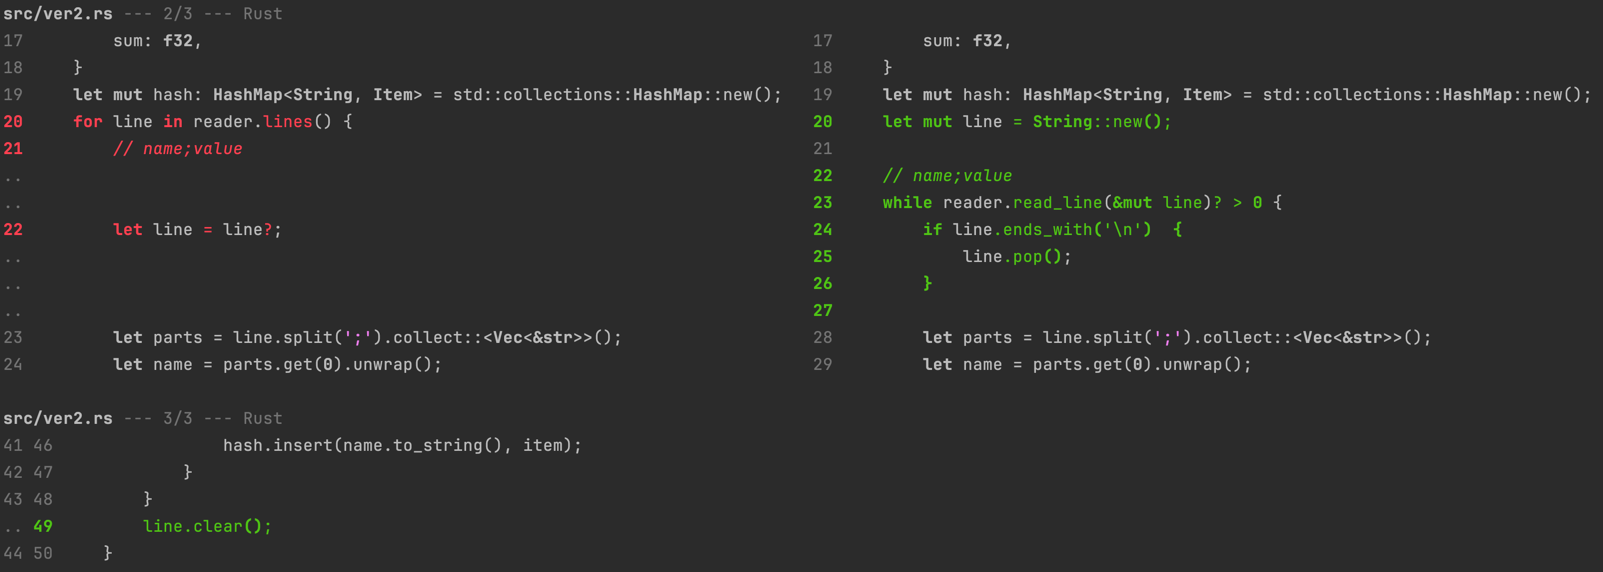 src/ver2.rs --- 2/3 --- Rust
17         sum: f32,                                                             17         sum: f32,
18     }                                                                         18     }
19     let mut hash: HashMap<String, Item> = std::collections::HashMap::new();   19     let mut hash: HashMap<String, Item> = std::collections::HashMap::new();
20     for line in reader.lines() {                                              20     let mut line = String::new();
21         // name;value                                                         21
..                                                                               22     // name;value
..                                                                               23     while reader.read_line(&mut line)? > 0 {
22         let line = line?;                                                     24         if line.ends_with('\n')  {
..                                                                               25             line.pop();
..                                                                               26         }
..                                                                               27
23         let parts = line.split(';').collect::<Vec<&str>>();                   28         let parts = line.split(';').collect::<Vec<&str>>();
24         let name = parts.get(0).unwrap();                                     29         let name = parts.get(0).unwrap();
src/ver2.rs --- 3/3 --- Rust
41 46                 hash.insert(name.to_string(), item);
42 47             }
43 48         }
.. 49         line.clear();
44 50     }